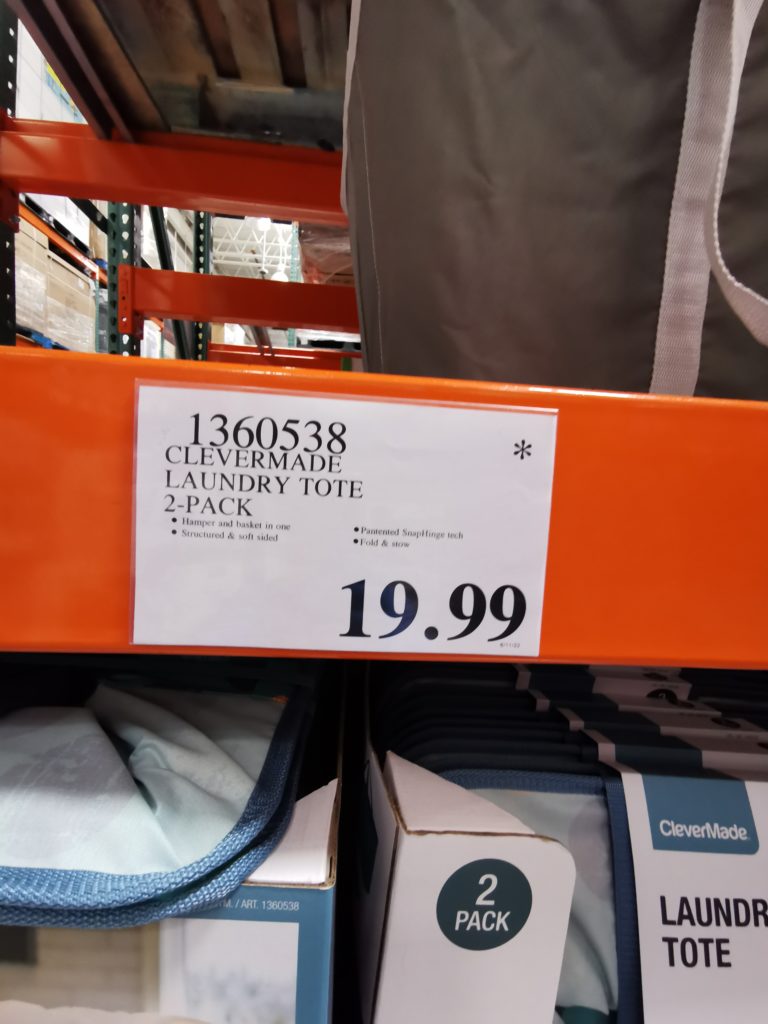 1360538
*
CLEVERMADE
LAUNDRY TOTE
2-PACK
• Hamper and basket in one
• Structured & soft sided
• Pantented SnapHinge tech
• Fold & stow
19.99
CleverMade
2
PACK
LAUNDR
TOTE
TM. / ART. 1360538